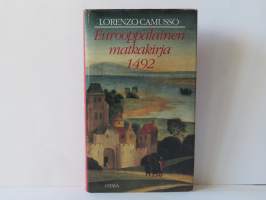 LORENZO CAMUSSO
Eurooppalainen
matkakirja
1492
OTAVA